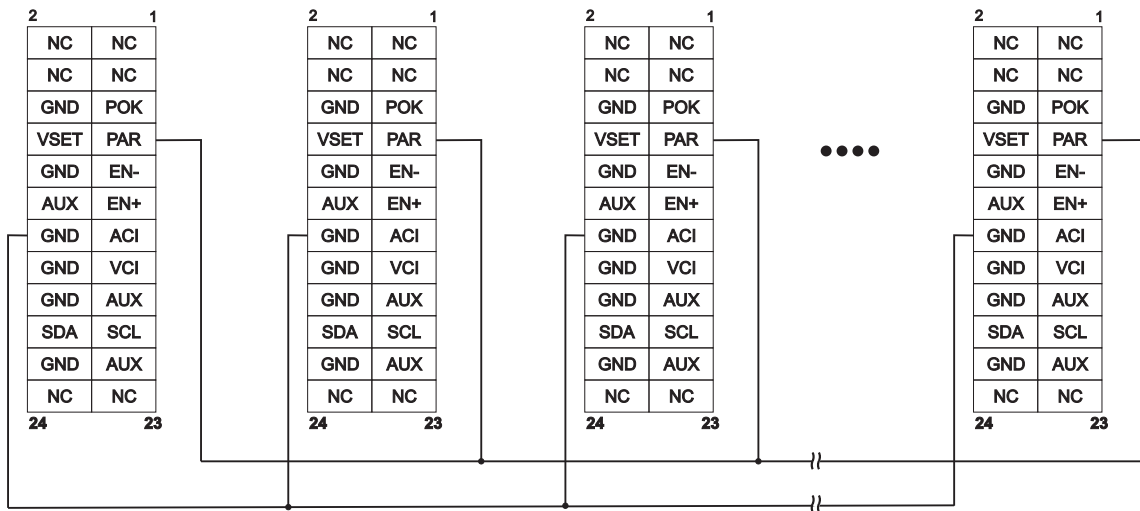 2 1 2 1 2 1 2 1
NC NC NC NC NC NC NC NC
NC NC NC NC NC NC NC NC
GND POK GND POK GND POK GND POK
VSET PAR VSET PAR VSET PAR VSET PAR
GND EN- GND EN- GND EN- GND EN-
AUX EN+ AUX EN+ AUX EN+ AUX EN+
GND ACI GND ACI GND ACI GND ACI
GND VCI GND VCI GND VCI GND VCI
GND AUX GND AUX GND AUX GND AUX
SDA SCL SDA SCL SDA SCL SDA SCL
GND AUX GND AUX GND AUX GND AUX
NC NC NC NC NC NC NC NC
24 23 24 23 24 23 24 23